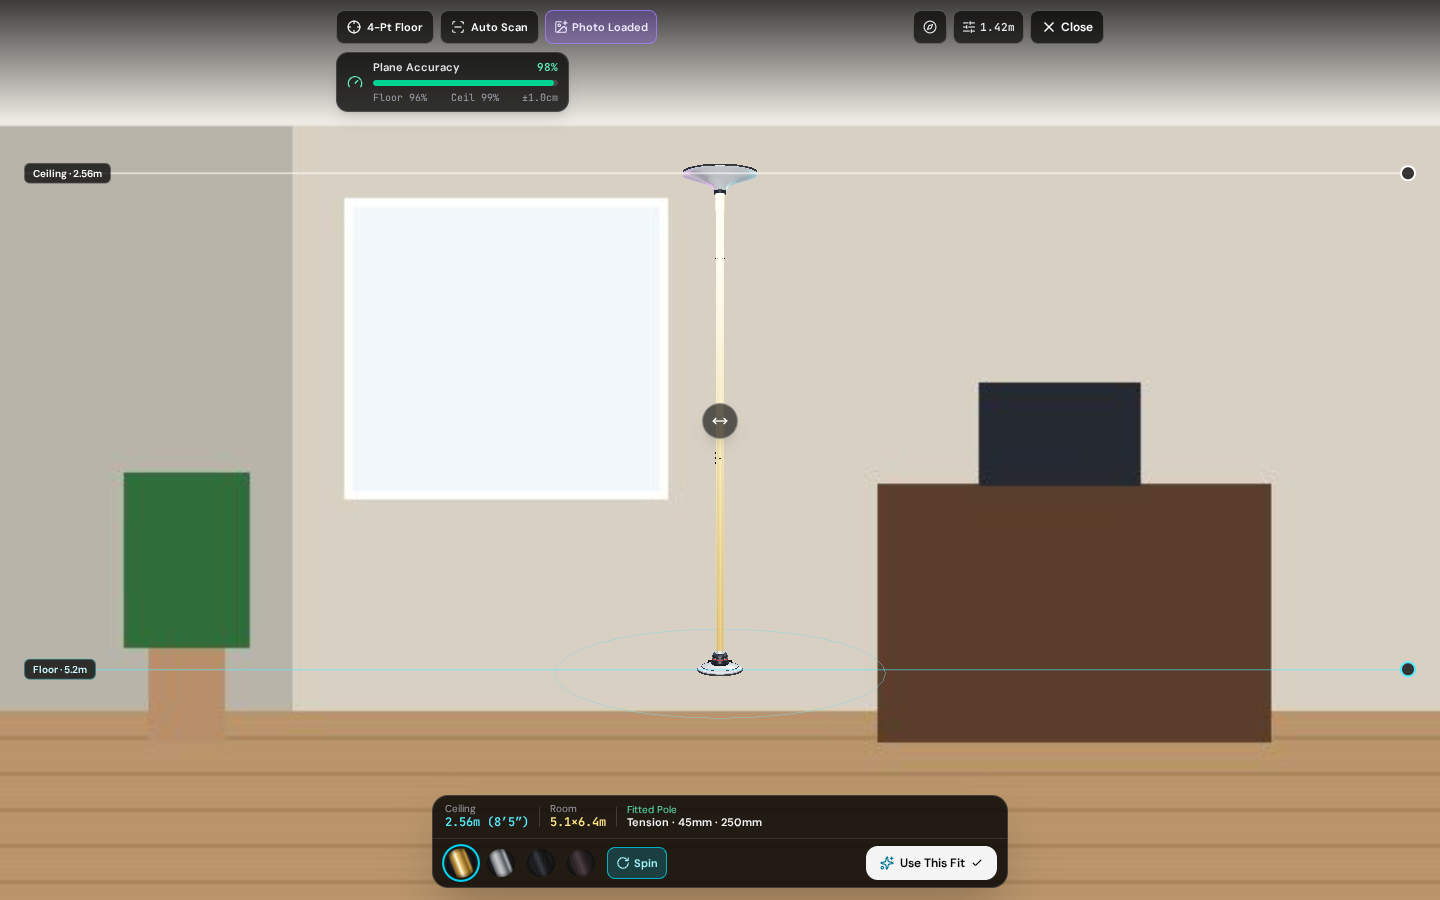 4-Pt Floor
Auto Scan
Photo Loaded
1.42m
Close
Plane Accuracy 98%
Floor 96% Ceil 99% ±1.0cm
Ceiling · 2.56m
Floor · 5.2m
Ceiling
2.56m (8′5″)
Room
5.1×6.4m
Fitted Pole
Tension · 45mm · 250mm
Spin
Use This Fit